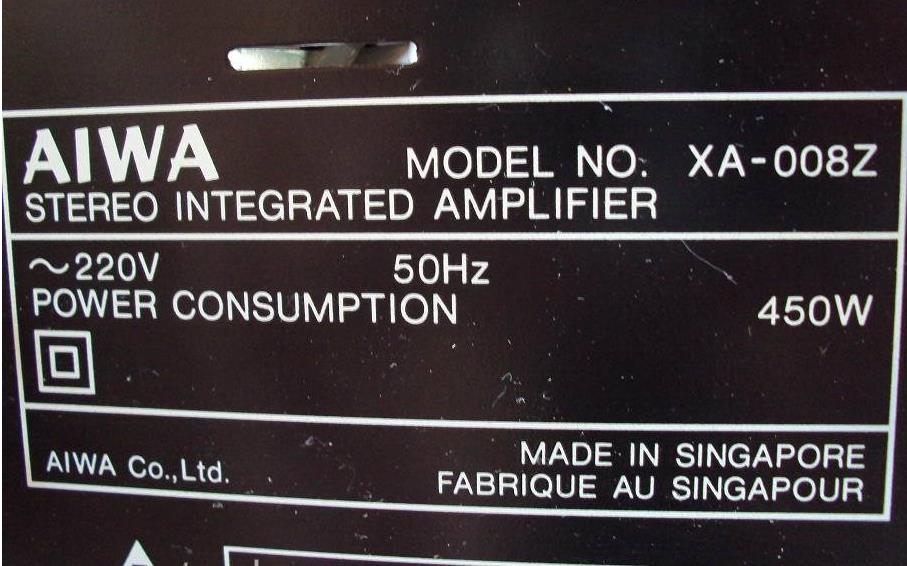 AIWA MODEL NO. XA-008Z
STEREO INTEGRATED AMPLIFIER
~220V 50Hz
POWER CONSUMPTION 450W
AIWA Co.,Ltd. MADE IN SINGAPORE
FABRIQUE AU SINGAPOUR